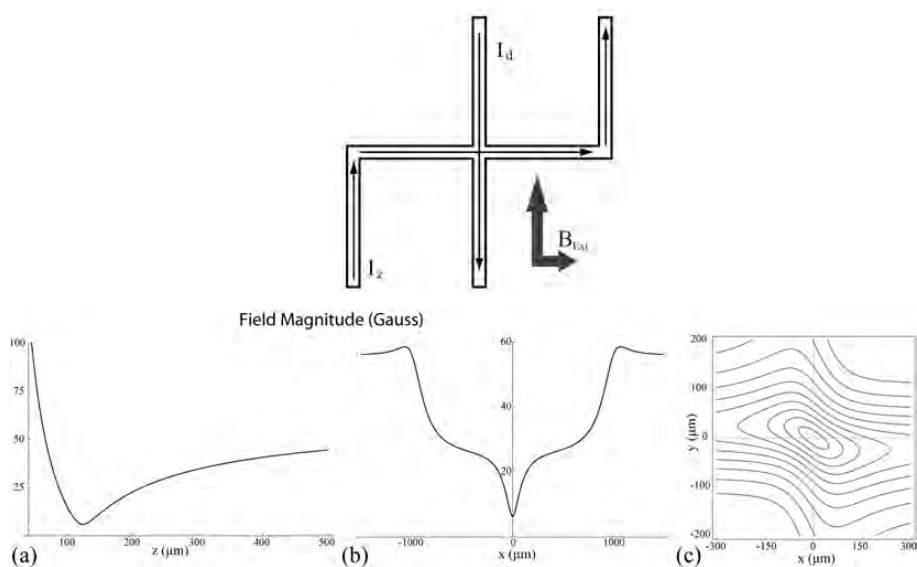 I_d
B_Ext
I_z
Field Magnitude (Gauss)
(a)
100
75
50
25
100
200
300
400
500
z (μm)
(b)
60
40
20
-1000
0
1000
x (μm)
(c)
200
100
0
-100
-200
y (μm)
-300
-150
0
150
300
x (μm)